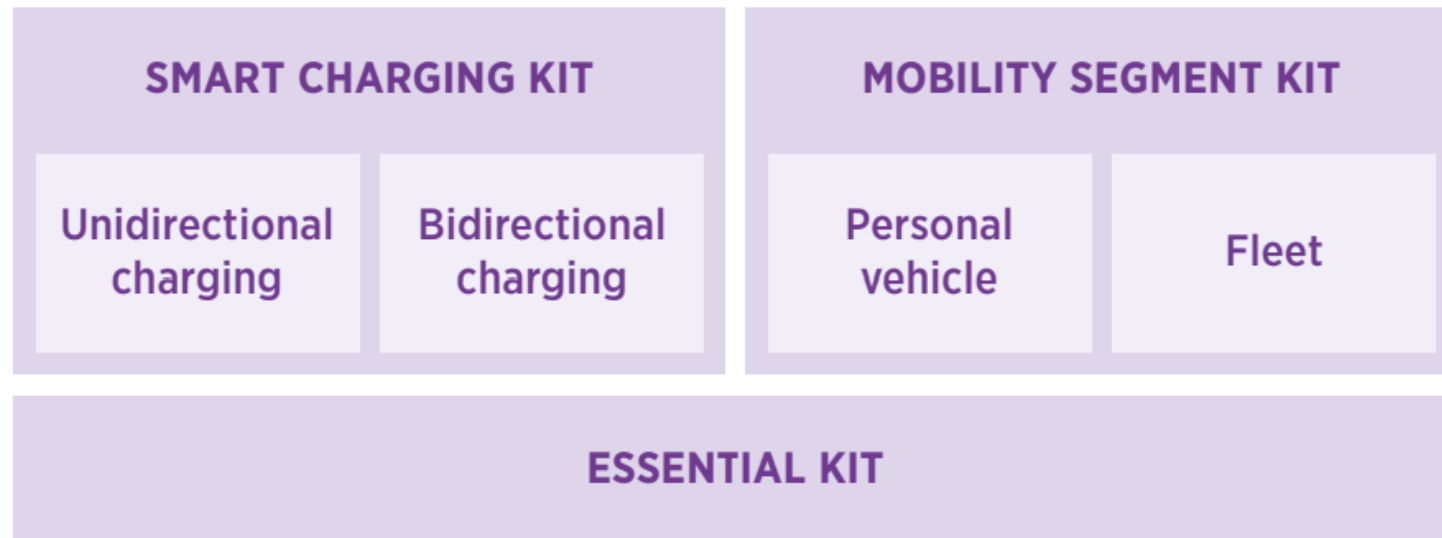 SMART CHARGING KIT
Unidirectional
charging
Bidirectional
charging
MOBILITY SEGMENT KIT
Personal
vehicle
Fleet
ESSENTIAL KIT